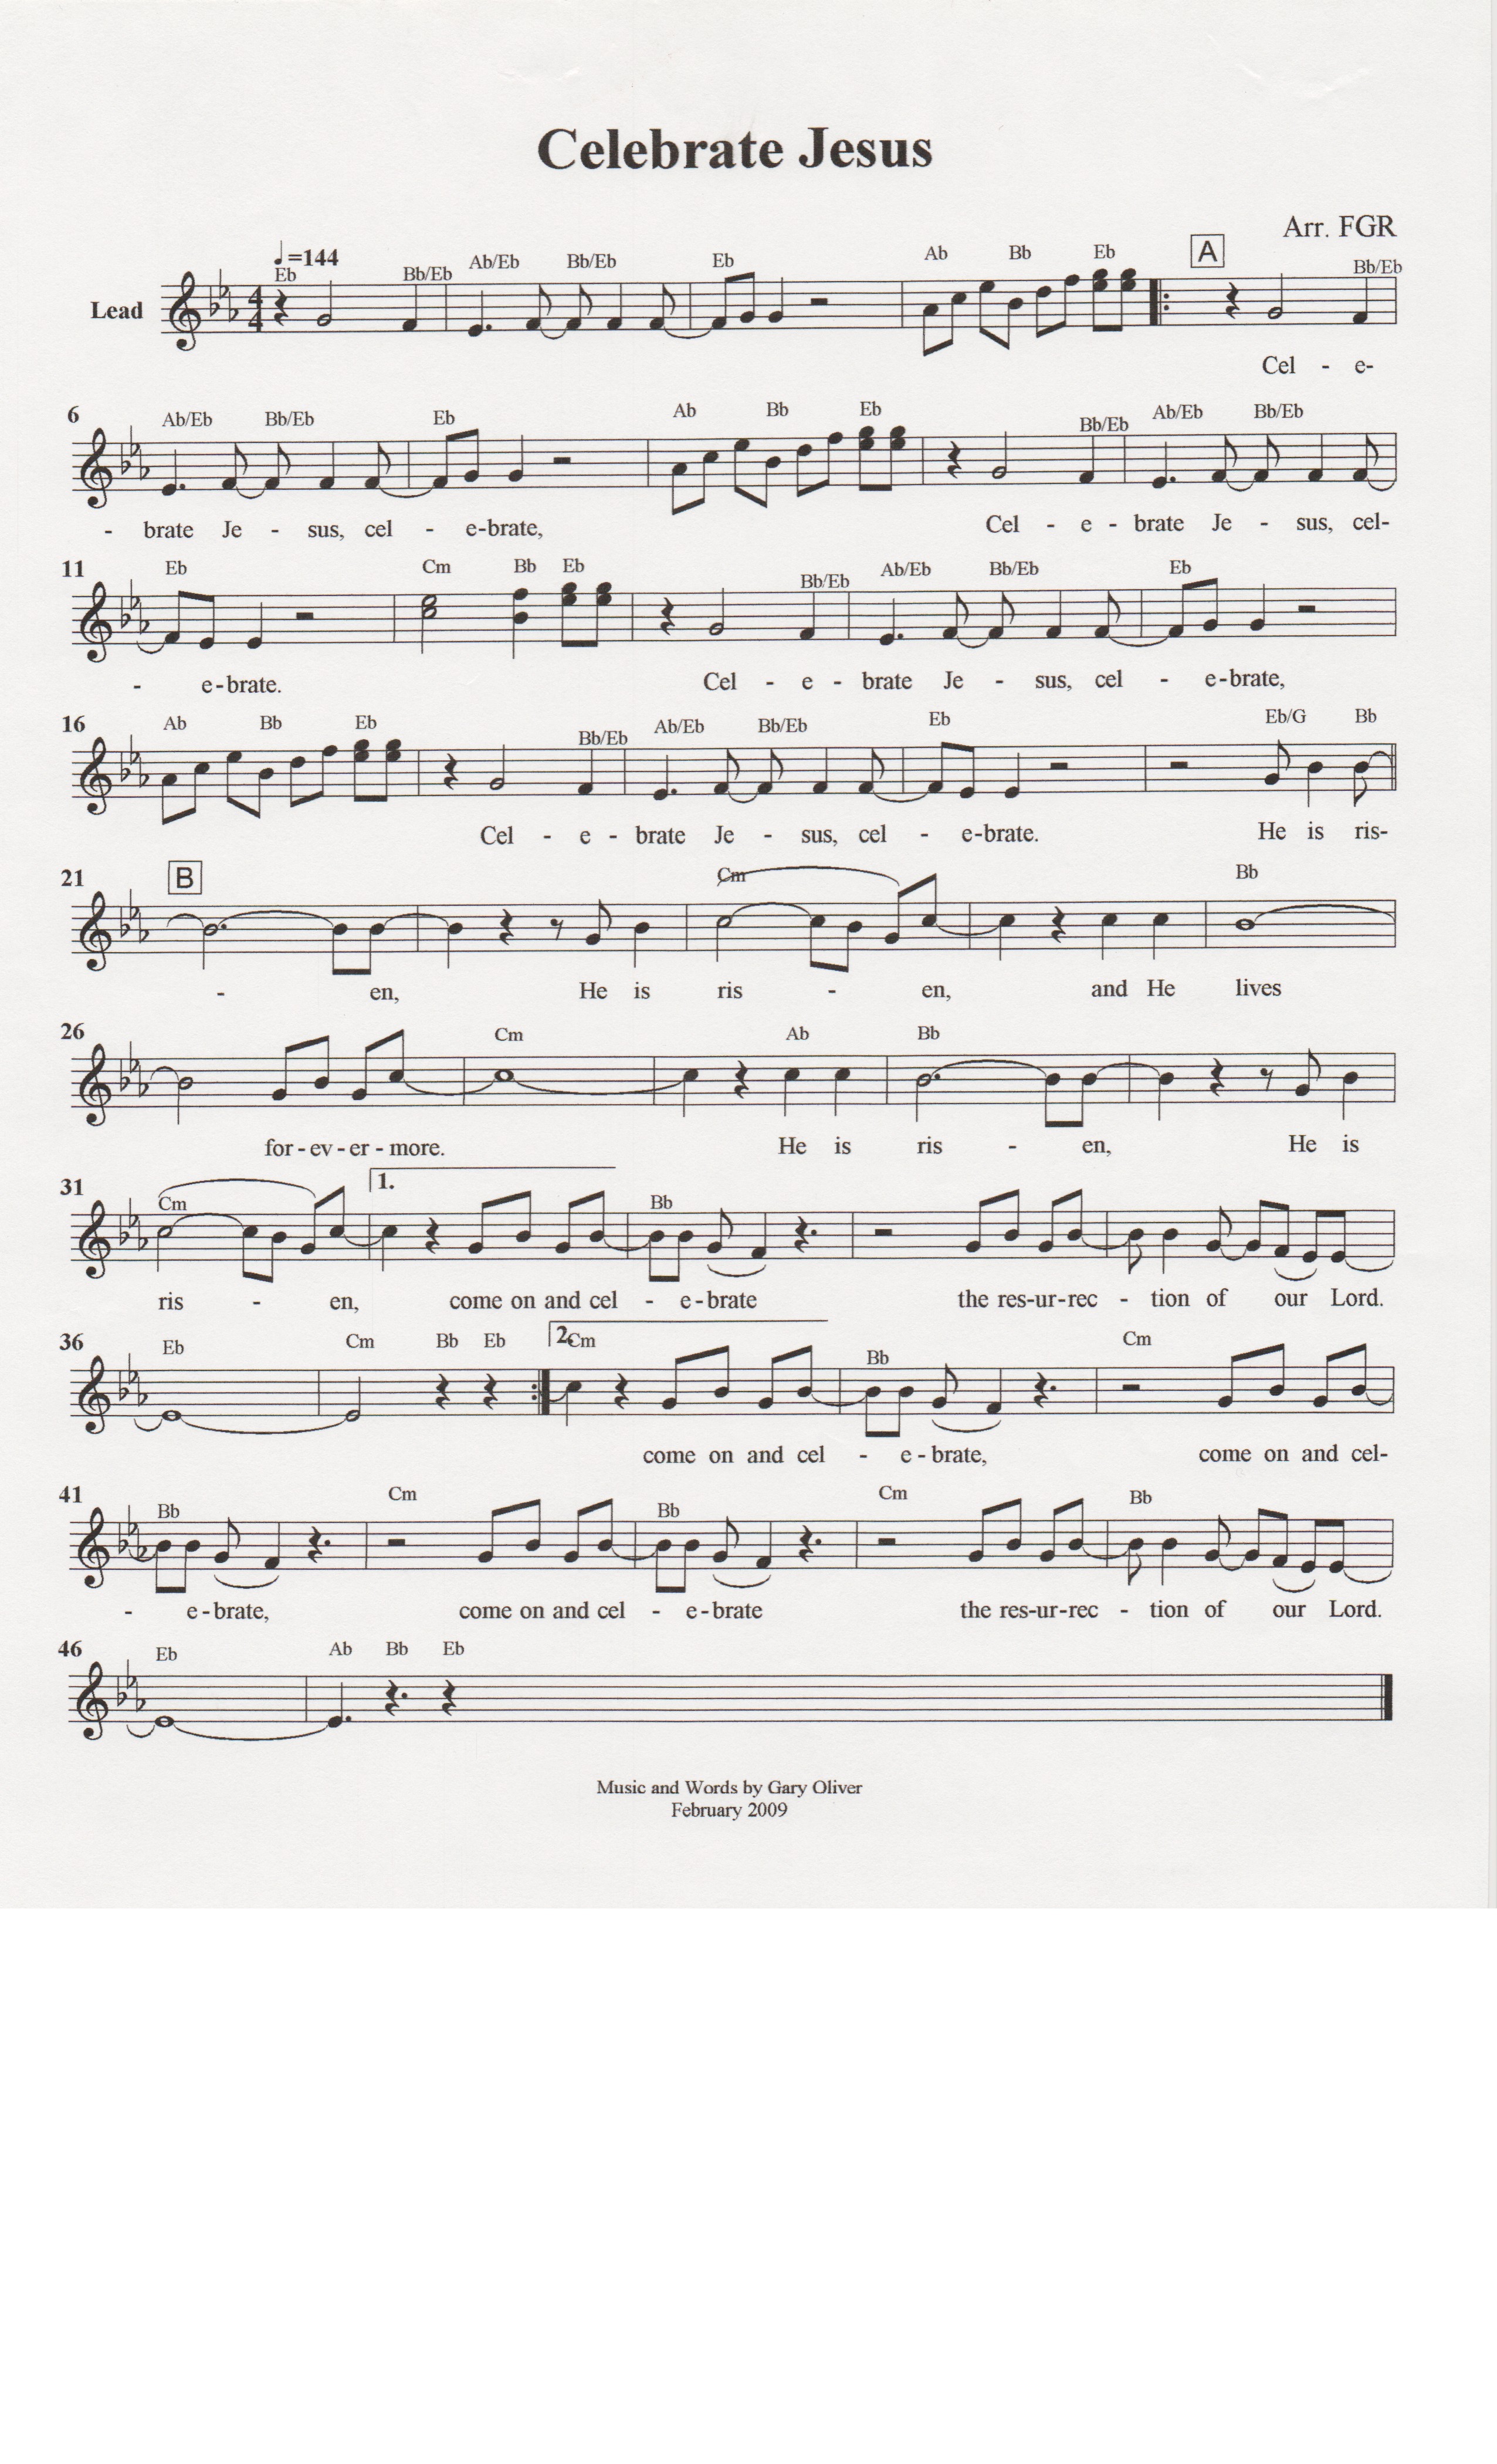 Celebrate Jesus
Arr. FGR
♩=144
A
Eb Bb/Eb Ab/Eb Bb/Eb Eb Ab Bb Eb Bb/Eb
Lead
4
4
Cel - e-
6
Ab/Eb Bb/Eb Eb Ab Bb Eb Bb/Eb Ab/Eb Bb/Eb
- brate Je - sus, cel - e-brate, Cel - e - brate Je - sus, cel-
11
Eb Cm Bb Eb Bb/Eb Ab/Eb Bb/Eb Eb
- e-brate. Cel - e - brate Je - sus, cel - e-brate,
16
Ab Bb Eb Bb/Eb Ab/Eb Bb/Eb Eb Eb/G Bb
Cel - e - brate Je - sus, cel - e-brate. He is ris-
21
B
Cm Bb
- en, He is ris - en, and He lives
26
Cm Ab Bb
for-ev-er-more. He is ris - en, He is
31
1.
Cm Bb
ris - en, come on and cel - e-brate the res-ur-rec - tion of our Lord.
36
2.
Eb Cm Bb Eb Cm Bb Cm
come on and cel - e-brate, come on and cel-
41
Bb Cm Bb Cm Bb
- e-brate, come on and cel - e-brate the res-ur-rec - tion of our Lord.
46
Eb Ab Bb Eb
Music and Words by Gary Oliver
February 2009